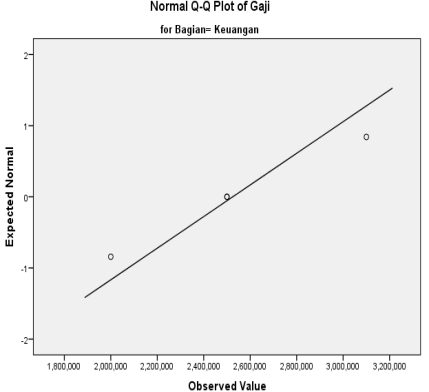 Normal Q-Q Plot of Gaji
for Bagian= Keuangan
Expected Normal
2
1
0
-1
-2
1,800,000 2,000,000 2,200,000 2,400,000 2,600,000 2,800,000 3,000,000 3,200,000
Observed Value